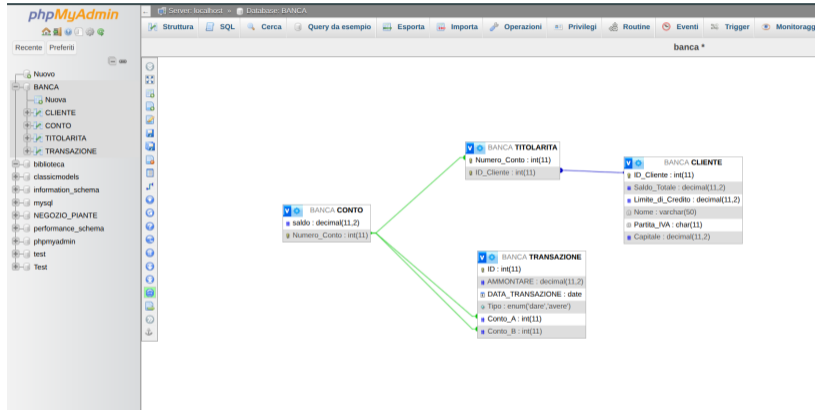 phpMyAdmin
Server: localhost » Database: BANCA
Struttura SQL Cerca Query da esempio Esporta Importa Operazioni Privilegi Routine Eventi Trigger Monitoragg
banca *
Recente Preferiti
Nuovo
BANCA
Nuova
CLIENTE
CONTO
TITOLARITA
TRANSAZIONE
biblioteca
classicmodels
information_schema
mysql
NEGOZIO_PIANTE
performance_schema
phpmyadmin
test
Test
V BANCA CONTO
saldo : decimal(11,2)
Numero_Conto : int(11)
V BANCA TITOLARITA
Numero_Conto : int(11)
ID_Cliente : int(11)
V BANCA CLIENTE
ID_Cliente : int(11)
Saldo_Totale : decimal(11,2)
Limite_di_Credito : decimal(11,2)
Nome : varchar(50)
Partita_IVA : char(11)
Capitale : decimal(11,2)
V BANCA TRANSAZIONE
ID : int(11)
AMMONTARE : decimal(11,2)
DATA_TRANSAZIONE : date
Tipo : enum('dare','avere')
Conto_A : int(11)
Conto_B : int(11)